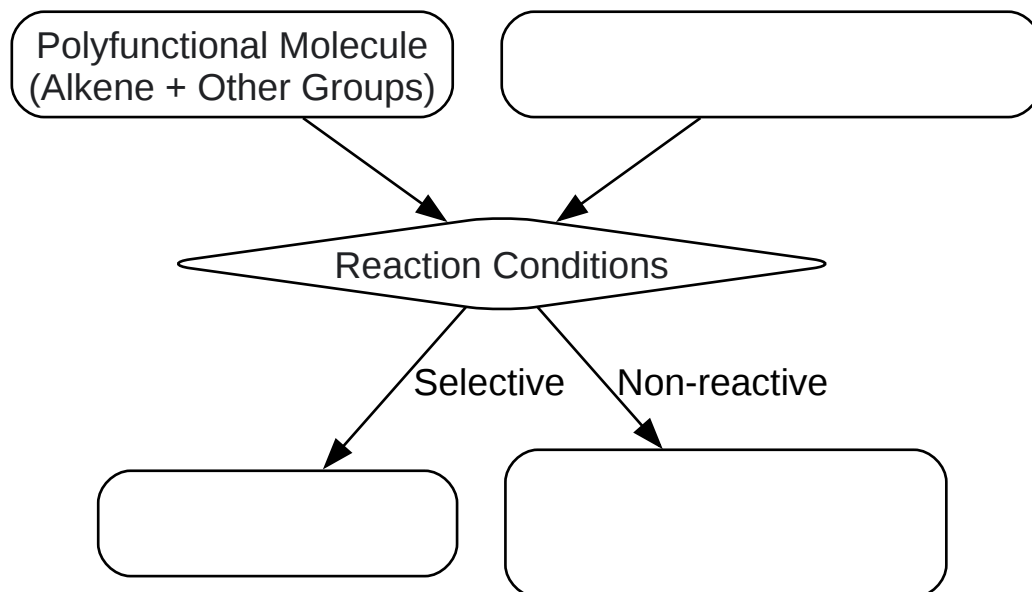 Polyfunctional Molecule
(Alkene + Other Groups)
Reaction Conditions
Selective
Non-reactive